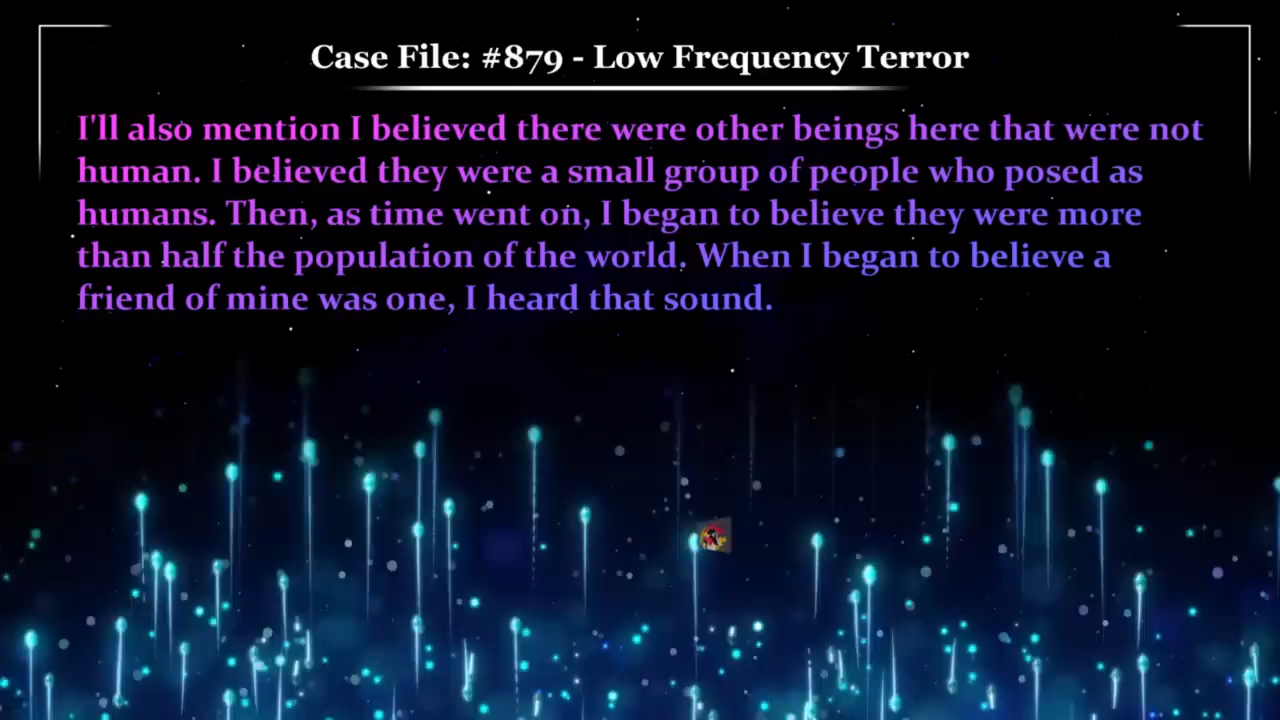 Case File: #879 - Low Frequency Terror
I'll also mention I believed there were other beings here that were not
human. I believed they were a small group of people who posed as
humans. Then, as time went on, I began to believe they were more
than half the population of the world. When I began to believe a
friend of mine was one, I heard that sound.